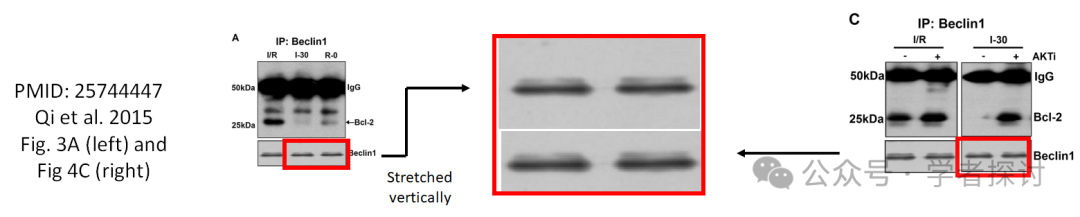 PMID: 25744447
Qi et al. 2015
Fig. 3A (left) and
Fig 4C (right)
A
IP: Beclin1
I/R I-30 R-0
50kDa
IgG
25kDa
Bcl-2
Beclin1
Stretched
vertically
C
IP: Beclin1
I/R I-30
- + - + AKTi
50kDa
IgG
25kDa
Bcl-2
Beclin1
公众号 · 学者探讨